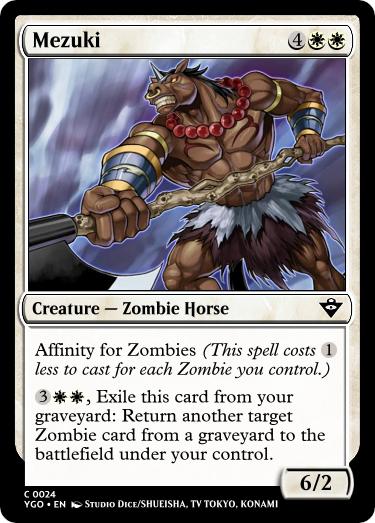 Mezuki 4
Creature — Zombie Horse
Affinity for Zombies (This spell costs 1
less to cast for each Zombie you control.)
3, Exile this card from your
graveyard: Return another target
Zombie card from a graveyard to the
battlefield under your control.
6/2
C 0024
YGO • EN Studio Dice/SHUEISHA, TV TOKYO, KONAMI